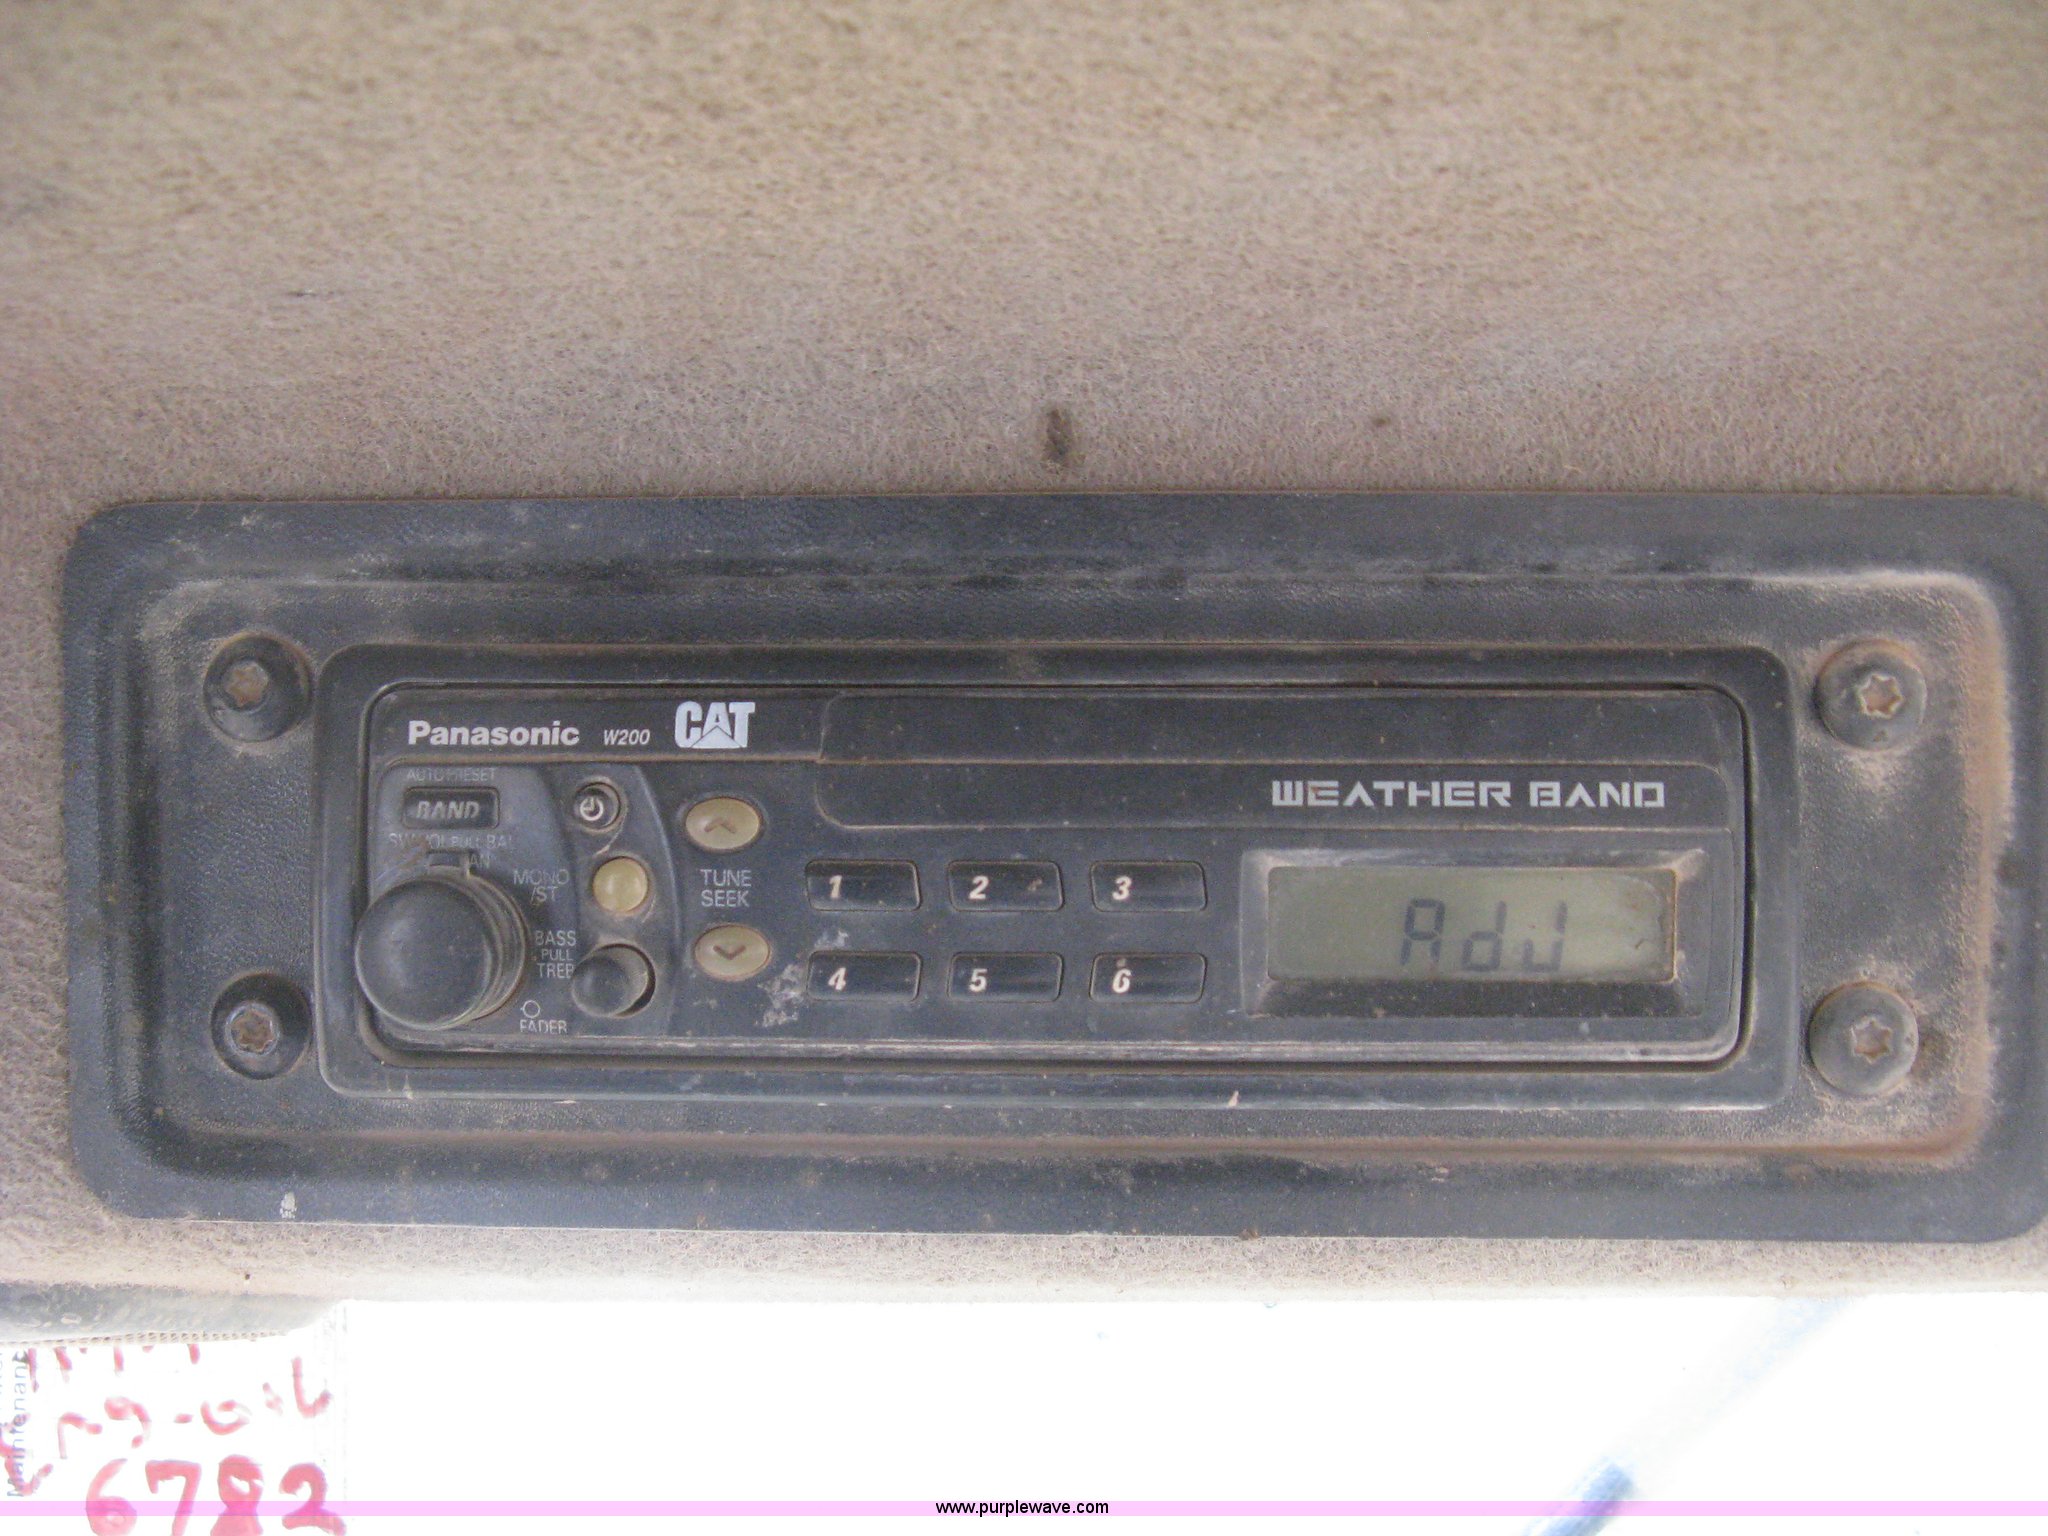 Panasonic W200 CAT
AUTO PRESET
BAND
WEATHER BAND
MONO
/ST
TUNE
SEEK
1 2 3
AdJ
BASS
PULL
TREB
4 5 6
FADER
6782
www.purplewave.com